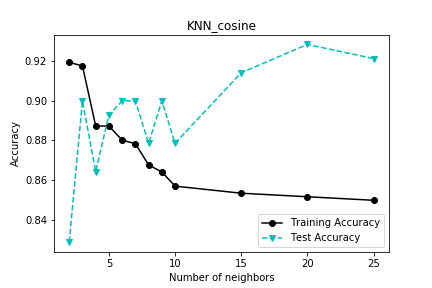 KNN_cosine
Accuracy
0.92
0.90
0.88
0.86
0.84
5
10
15
20
25
Number of neighbors
Training Accuracy
Test Accuracy